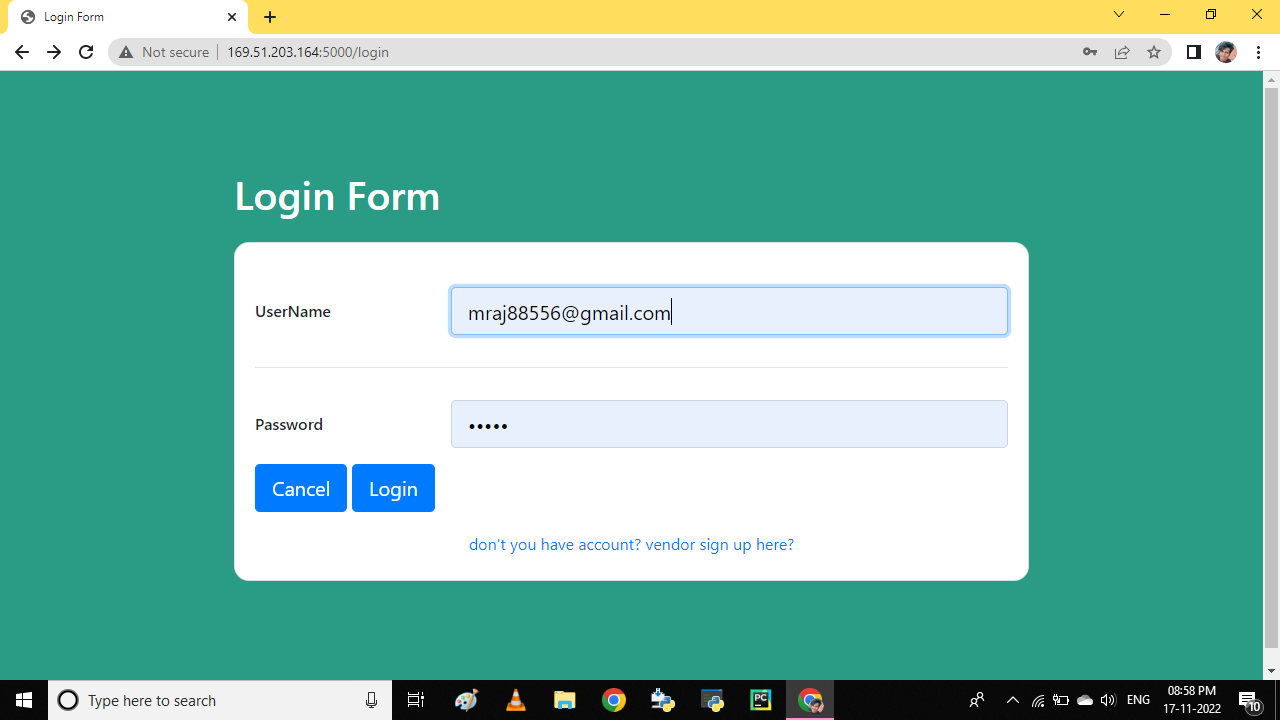 Login Form
Not secure 169.51.203.164:5000/login
Login Form
UserName mraj88556@gmail.com
Password •••••
Cancel Login
don't you have account? vendor sign up here?
Type here to search
PC
ENG
08:58 PM
17-11-2022
10